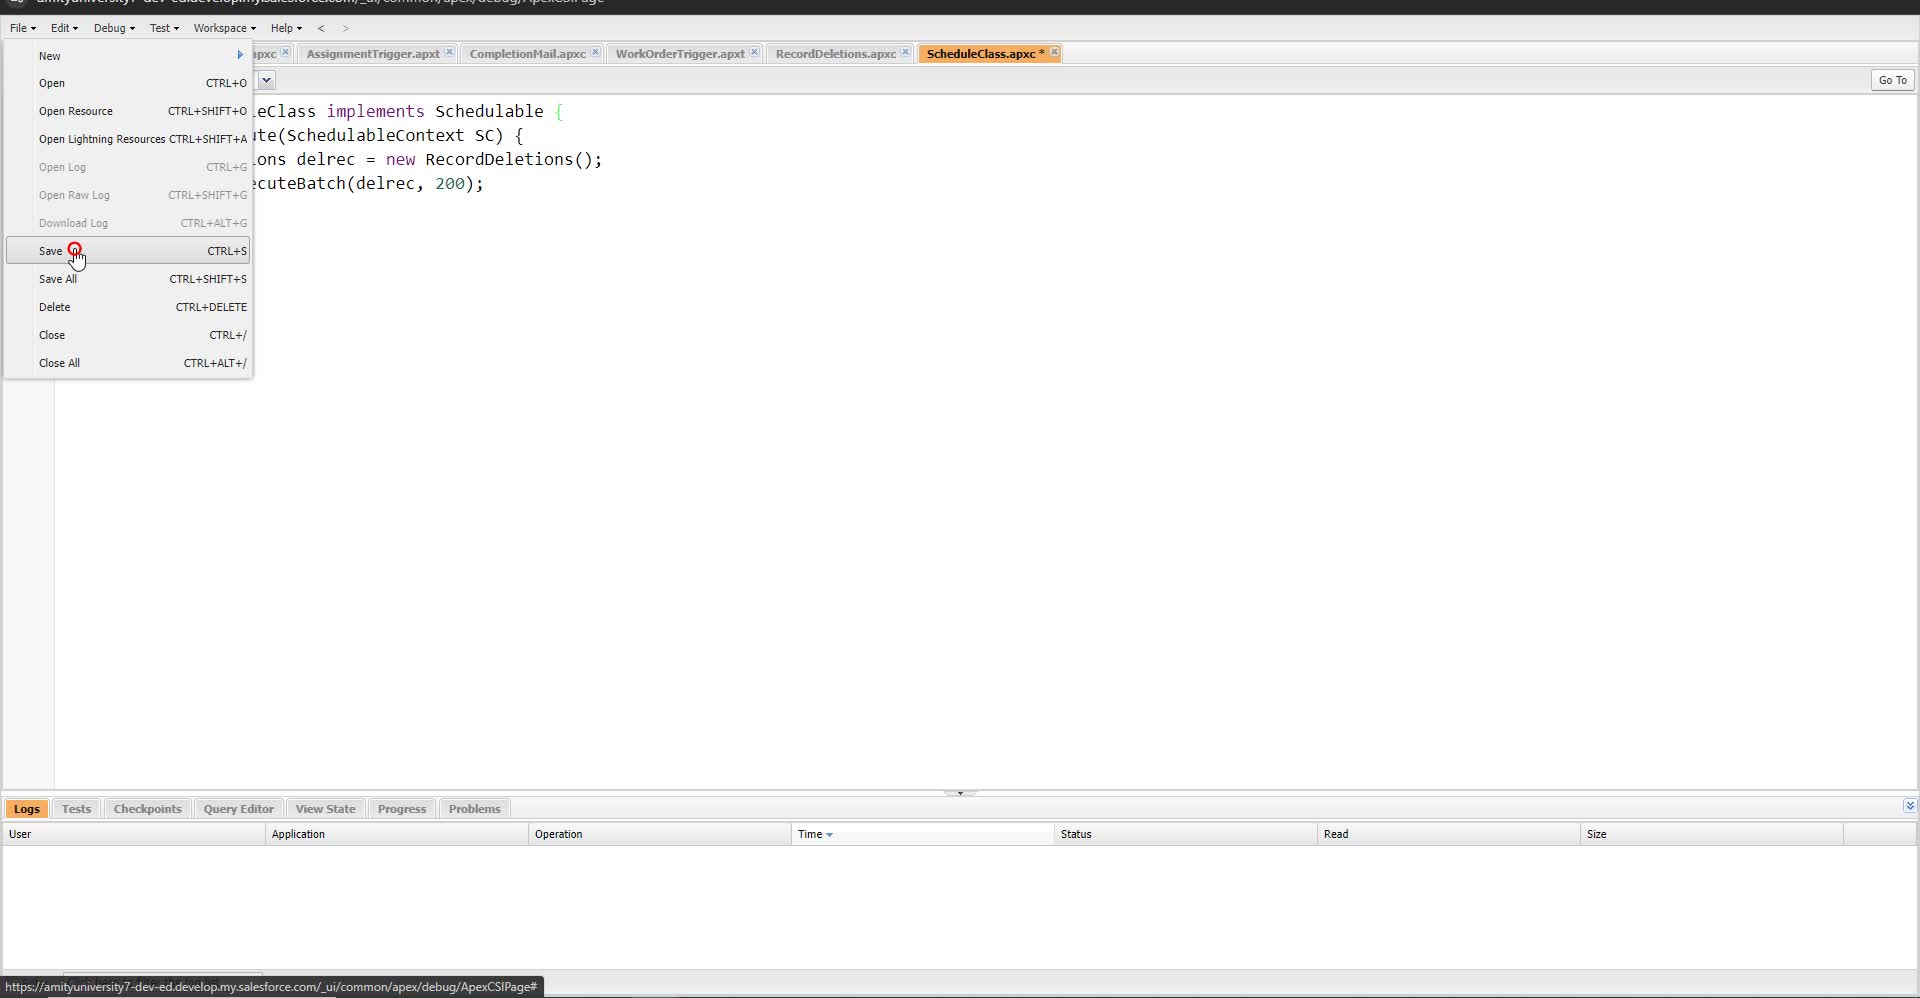 amityuniversity7-dev-ed.develop.my.salesforce.com/_ui/common/apex/debug/ApexCSIPage
File Edit Debug Test Workspace Help < >
apxc AssignmentTrigger.apxt CompletionMail.apxc WorkOrderTrigger.apxt RecordDeletions.apxc ScheduleClass.apxc *
Go To
New
Open CTRL+O
Open Resource CTRL+SHIFT+O
Open Lightning Resources CTRL+SHIFT+A
Open Log CTRL+G
Open Raw Log CTRL+SHIFT+G
Download Log CTRL+ALT+G
Save CTRL+S
Save All CTRL+SHIFT+S
Delete CTRL+DELETE
Close CTRL+/
Close All CTRL+ALT+/
leClass implements Schedulable {
ute(SchedulableContext SC) {
ions delrec = new RecordDeletions();
ecuteBatch(delrec, 200);
Logs Tests Checkpoints Query Editor View State Progress Problems
User Application Operation Time Status Read Size
https://amityuniversity7-dev-ed.develop.my.salesforce.com/_ui/common/apex/debug/ApexCSIPage#